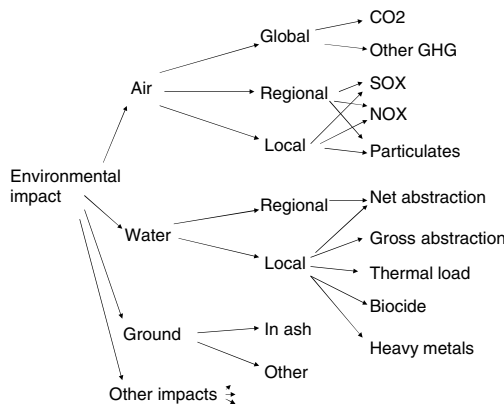 CO2
Global
Other GHG
Air
SOX
Regional
NOX
Local
Particulates
Environmental
impact
Net abstraction
Regional
Water
Gross abstraction
Local
Thermal load
Biocide
In ash
Ground
Heavy metals
Other
Other impacts